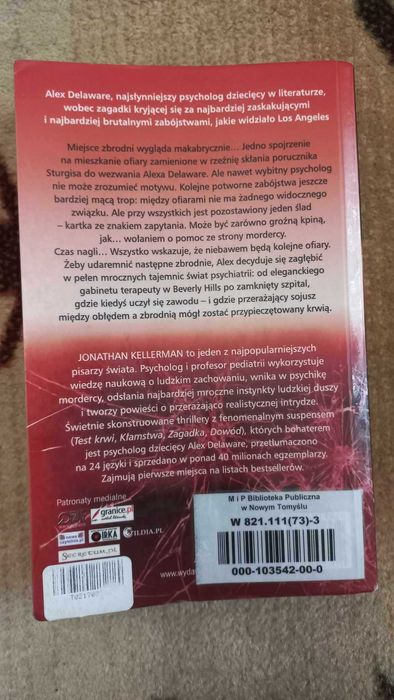 Alex Delaware, najsłynniejszy psycholog dziecięcy w literaturze,
wobec zagadki kryjącej się za najbardziej zaskakującymi
i najbardziej brutalnymi zabójstwami, jakie widziało Los Angeles
Miejsce zbrodni wygląda makabrycznie... Jedno spojrzenie
na mieszkanie ofiary zamienione w rzeźnię skłania porucznika
Sturgisa do wezwania Alexa Delaware. Ale nawet wybitny psycholog
nie może zrozumieć motywu. Kolejne potworne zabójstwa jeszcze
bardziej mącą trop: między ofiarami nie ma żadnego widocznego
związku. Ale przy wszystkich jest pozostawiony jeden ślad
– kartka ze znakiem zapytania. Może być zarówno groźną kpiną,
jak... wołaniem o pomoc ze strony mordercy.
Czas nagli... Wszystko wskazuje, że niebawem będą kolejne ofiary.
Żeby udaremnić następne zbrodnie, Alex decyduje się zagłębić
w pełen mrocznych tajemnic świat psychiatrii: od eleganckiego
gabinetu terapeuty w Beverly Hills po zamknięty szpital,
gdzie kiedyś uczył się zawodu – i gdzie przerażający sojusz
między obłędem a zbrodnią mógł zostać przypieczętowany krwią.
JONATHAN KELLERMAN to jeden z najpopularniejszych
pisarzy świata. Psycholog i profesor pediatrii wykorzystuje
wiedzę naukową o ludzkim zachowaniu, wnika w psychikę
mordercy, odsłania najbardziej mroczne instynkty ludzkiej duszy
i tworzy powieści o przerażająco realistycznej intrydze.
Świetnie skonstruowane thrillery z fenomenalnym suspensem
(Test krwi, Kłamstwa, Zagadka, Dowód), których bohaterem
jest psycholog dziecięcy Alex Delaware, przetłumaczono
na 24 języki i sprzedano w ponad 40 milionach egzemplarzy.
Zajmują pierwsze miejsca na listach bestsellerów.
Patronaty medialne
granice.pl
IRKA
ZILDIA.PL
Secretum.pl
T021707
M i P Biblioteka Publiczna
w Nowym Tomyślu
W 821.111(73)-3
000-103542-00-0
www.wyda